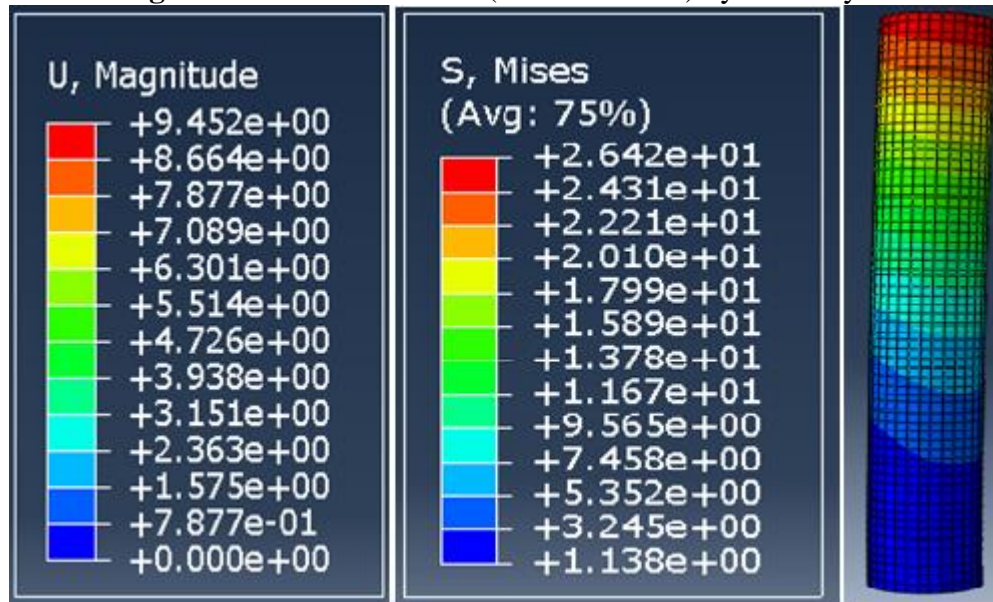 U, Magnitude
+9.452e+00
+8.664e+00
+7.877e+00
+7.089e+00
+6.301e+00
+5.514e+00
+4.726e+00
+3.938e+00
+3.151e+00
+2.363e+00
+1.575e+00
+7.877e-01
+0.000e+00
S, Mises
(Avg: 75%)
+2.642e+01
+2.431e+01
+2.221e+01
+2.010e+01
+1.799e+01
+1.589e+01
+1.378e+01
+1.167e+01
+9.565e+00
+7.458e+00
+5.352e+00
+3.245e+00
+1.138e+00